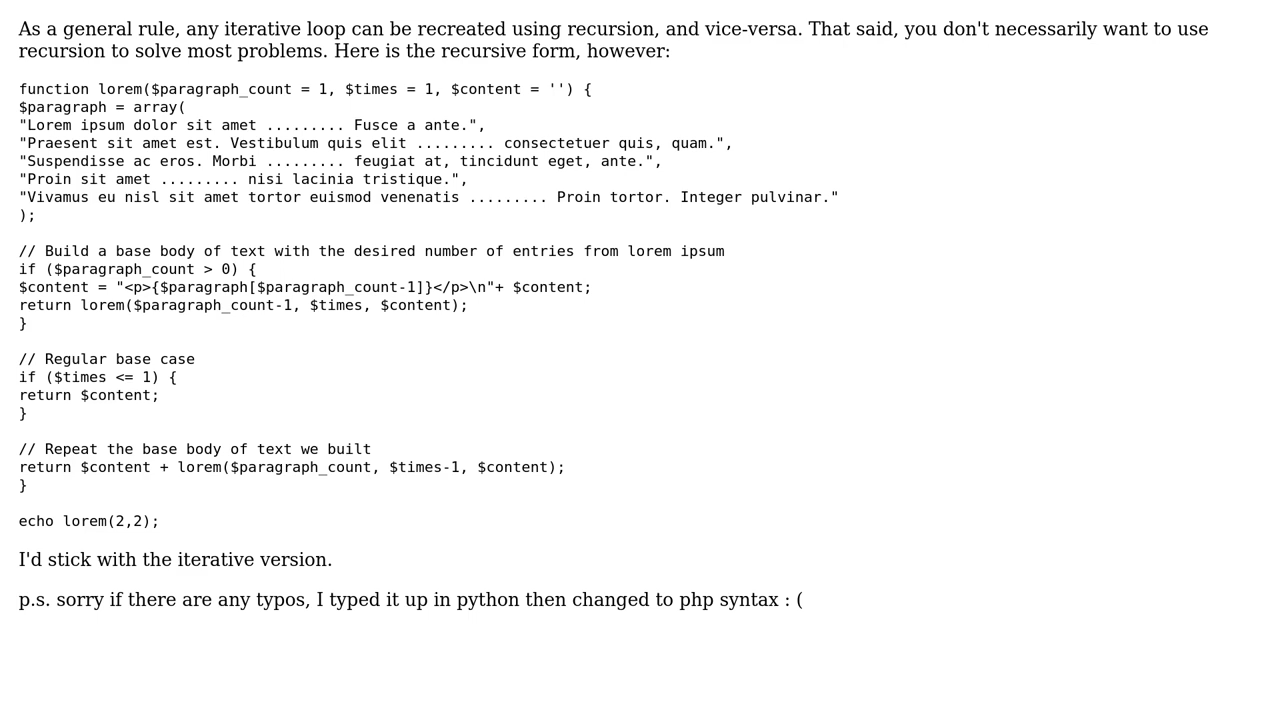 As a general rule, any iterative loop can be recreated using recursion, and vice-versa. That said, you don't necessarily want to use
recursion to solve most problems. Here is the recursive form, however:
function lorem($paragraph_count = 1, $times = 1, $content = '') {
$paragraph = array(
"Lorem ipsum dolor sit amet ......... Fusce a ante.",
"Praesent sit amet est. Vestibulum quis elit ......... consectetuer quis, quam.",
"Suspendisse ac eros. Morbi ......... feugiat at, tincidunt eget, ante.",
"Proin sit amet ......... nisi lacinia tristique.",
"Vivamus eu nisl sit amet tortor euismod venenatis ......... Proin tortor. Integer pulvinar."
);
// Build a base body of text with the desired number of entries from lorem ipsum
if ($paragraph_count > 0) {
$content = "<p>{$paragraph[$paragraph_count-1]}</p>\n"+ $content;
return lorem($paragraph_count-1, $times, $content);
}
// Regular base case
if ($times <= 1) {
return $content;
}
// Repeat the base body of text we built
return $content + lorem($paragraph_count, $times-1, $content);
}
echo lorem(2,2);
I'd stick with the iterative version.
p.s. sorry if there are any typos, I typed it up in python then changed to php syntax : (